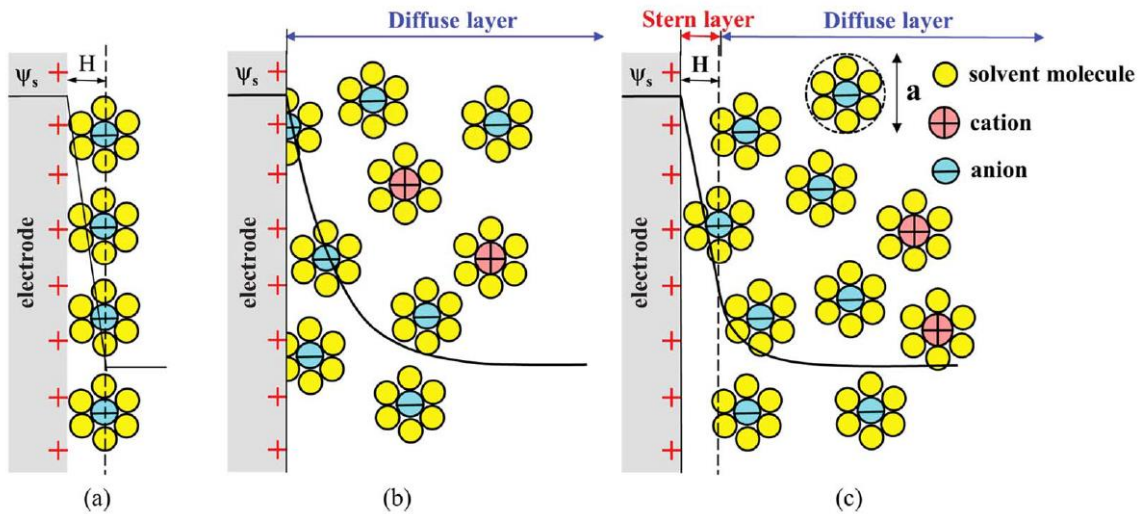 Diffuse layer
Stern layer
Diffuse layer
H
ψs
electrode
(a)
ψs
electrode
(b)
H
ψs
electrode
a
solvent molecule
cation
anion
(c)